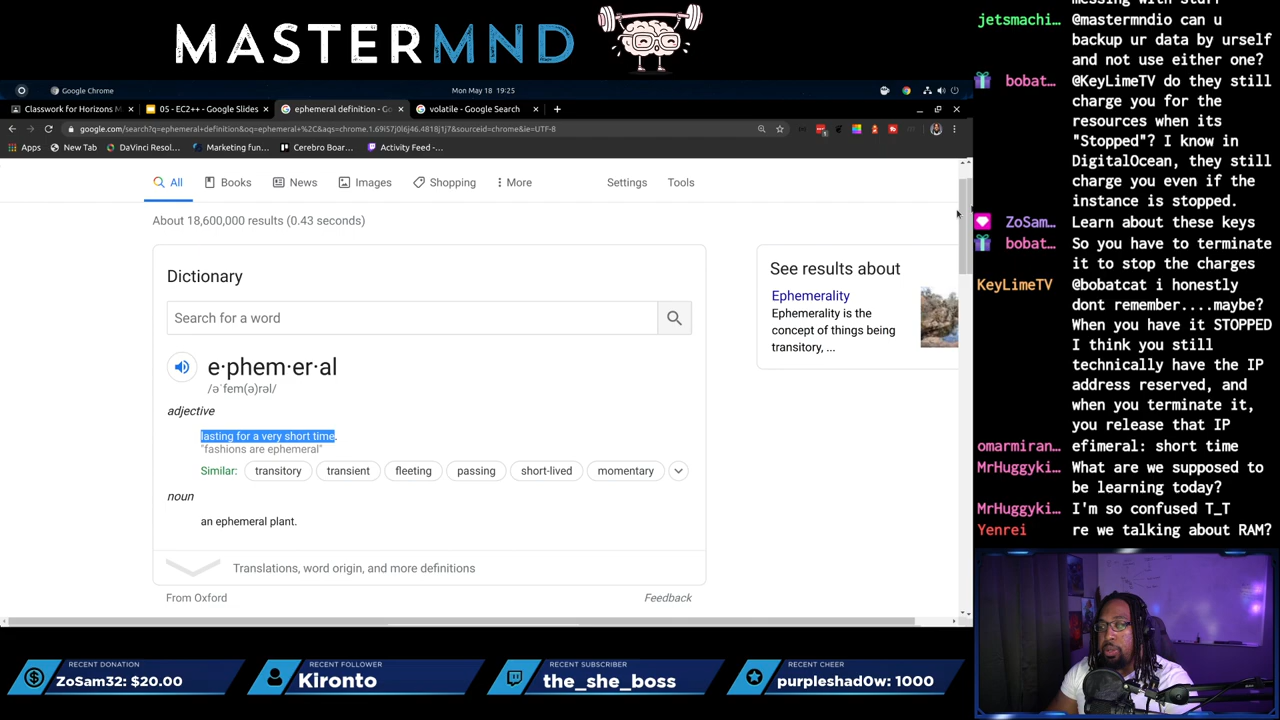 MASTERMND
Google Chrome
Mon May 18 19:25
Classwork for Horizons M...
05 - EC2++ - Google Slides
ephemeral definition - Go
volatile - Google Search
google.com/search?q=ephemeral+definition&oq=ephemeral+%2C&aqs=chrome.1.69i57j0l6j46.4818j1j7&sourceid=chrome&ie=UTF-8
Apps
New Tab
DaVinci Resol...
Marketing fun...
Cerebro Boar...
Activity Feed -...
All
Books
News
Images
Shopping
More
Settings
Tools
About 18,600,000 results (0.43 seconds)
Dictionary
Search for a word
e·phem·er·al
/əˈfem(ə)rəl/
adjective
lasting for a very short time.
"fashions are ephemeral"
Similar:
transitory
transient
fleeting
passing
short-lived
momentary
noun
an ephemeral plant.
Translations, word origin, and more definitions
From Oxford
Feedback
See results about
Ephemerality
Ephemerality is the
concept of things being
transitory, ...
jetsmachi… @mastermndio can u
backup ur data by urself
and not use either one?
bobat… @KeyLimeTV do they still
charge you for the
resources when its
"Stopped"? I know in
DigitalOcean, they still
charge you even if the
instance is stopped.
ZoSam… Learn about these keys
bobat… So you have to terminate
it to stop the charges
KeyLimeTV @bobatcat i honestly
dont remember....maybe?
When you have it STOPPED
I think you still
technically have the IP
address reserved, and
when you terminate it,
you release that IP
omarmiran… efimeral: short time
MrHuggyki… What are we supposed to
be learning today?
MrHuggyki… I'm so confused T_T
Yenrei re we talking about RAM?
RECENT DONATION
ZoSam32: $20.00
RECENT FOLLOWER
Kironto
RECENT SUBSCRIBER
the_she_boss
RECENT CHEER
purpleshad0w: 1000